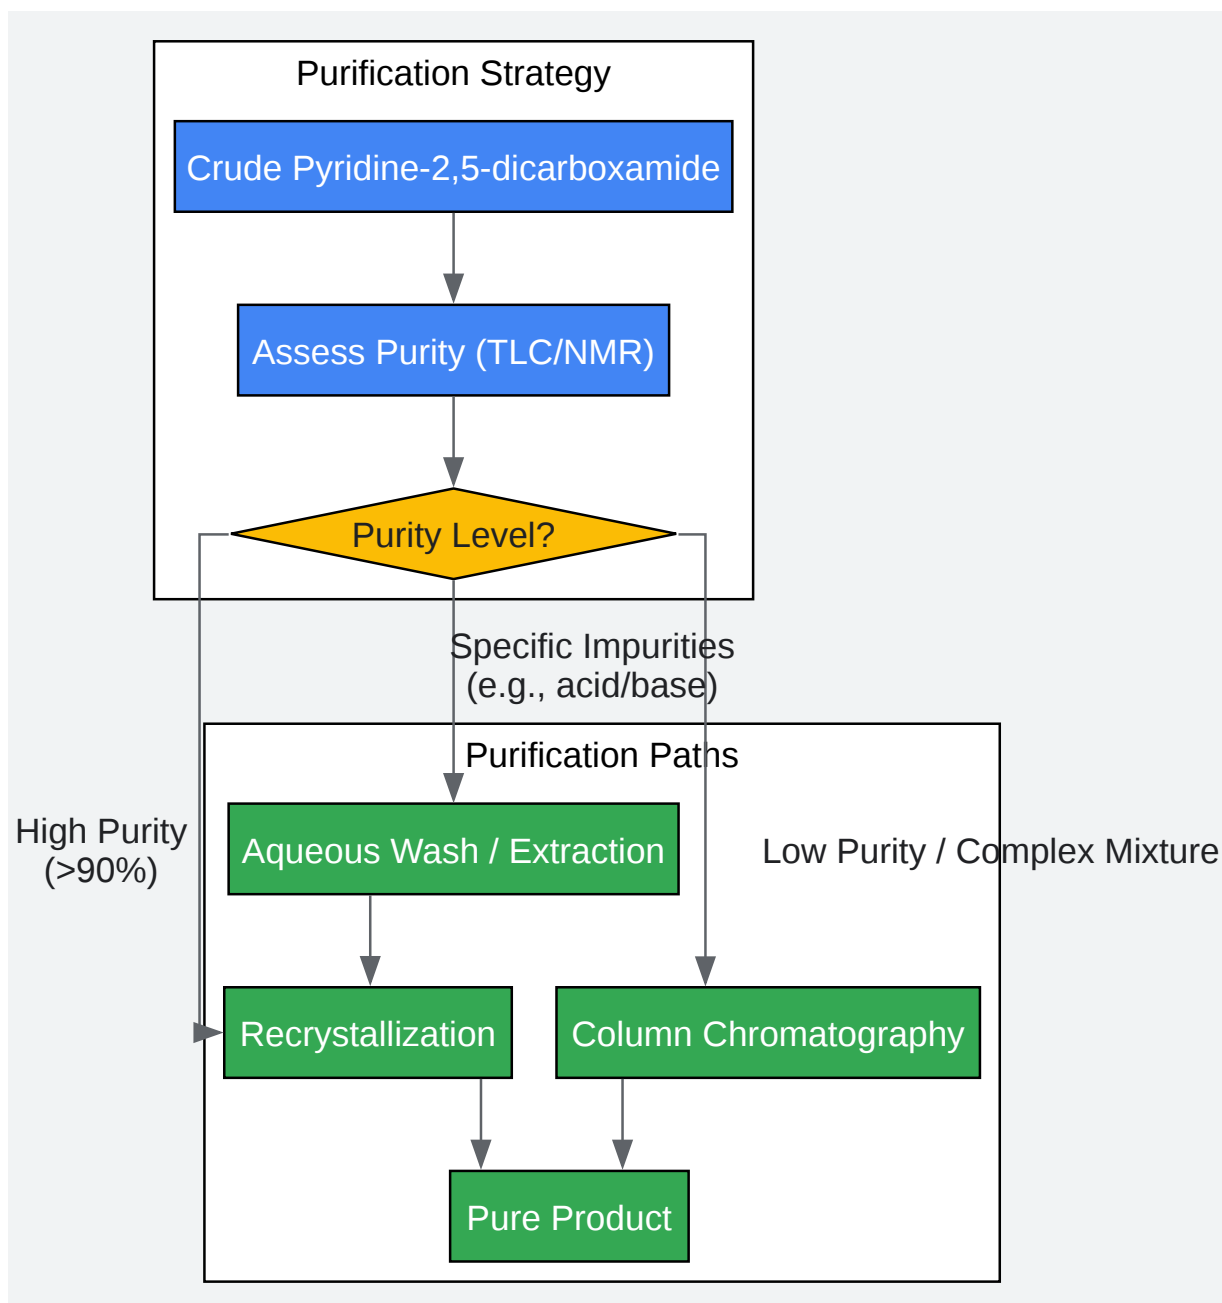 Purification Strategy
Crude Pyridine-2,5-dicarboxamide
Assess Purity (TLC/NMR)
Purity Level?
Specific Impurities
(e.g., acid/base)
Purification Paths
High Purity
(>90%)
Aqueous Wash / Extraction
Low Purity / Complex Mixture
Recrystallization
Column Chromatography
Pure Product